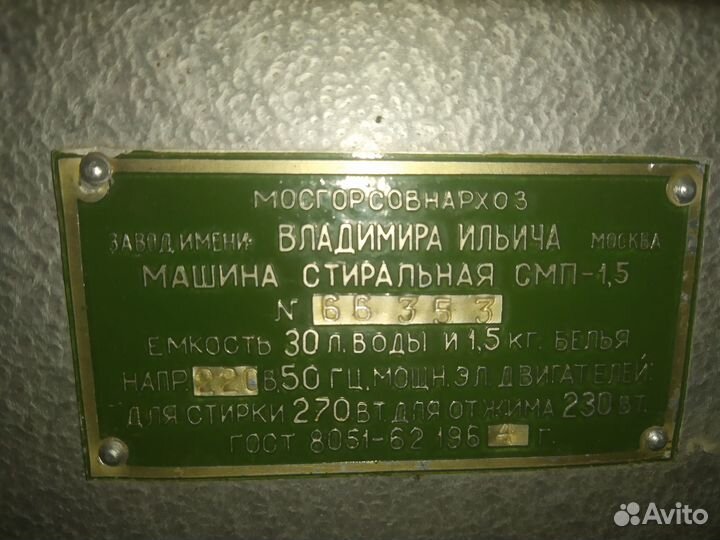 МОСГОРСОВНАРХОЗ
ЗАВОД ИМЕНИ ВЛАДИМИРА ИЛЬИЧА МОСКВА
МАШИНА СТИРАЛЬНАЯ СМП-1,5
N 66353
ЕМКОСТЬ 30 Л. ВОДЫ И 1,5 КГ. БЕЛЬЯ
НАПР. 220 В, 50 ГЦ, МОЩН. ЭЛ. ДВИГАТЕЛЕЙ:
ДЛЯ СТИРКИ 270 ВТ. ДЛЯ ОТЖИМА 230 ВТ.
ГОСТ 8051-62 1964 Г.
Avito